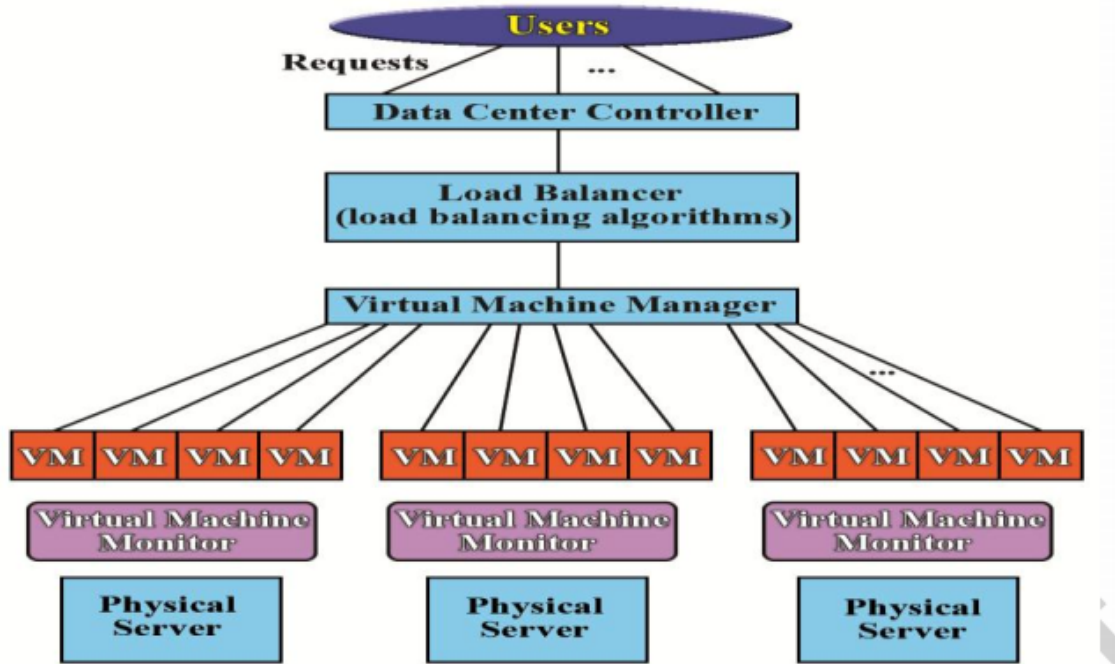 Users
Requests
...
Data Center Controller
Load Balancer
(load balancing algorithms)
Virtual Machine Manager
...
VM VM VM VM VM VM VM VM VM VM VM VM
Virtual Machine
Monitor
Virtual Machine
Monitor
Virtual Machine
Monitor
Physical
Server
Physical
Server
Physical
Server